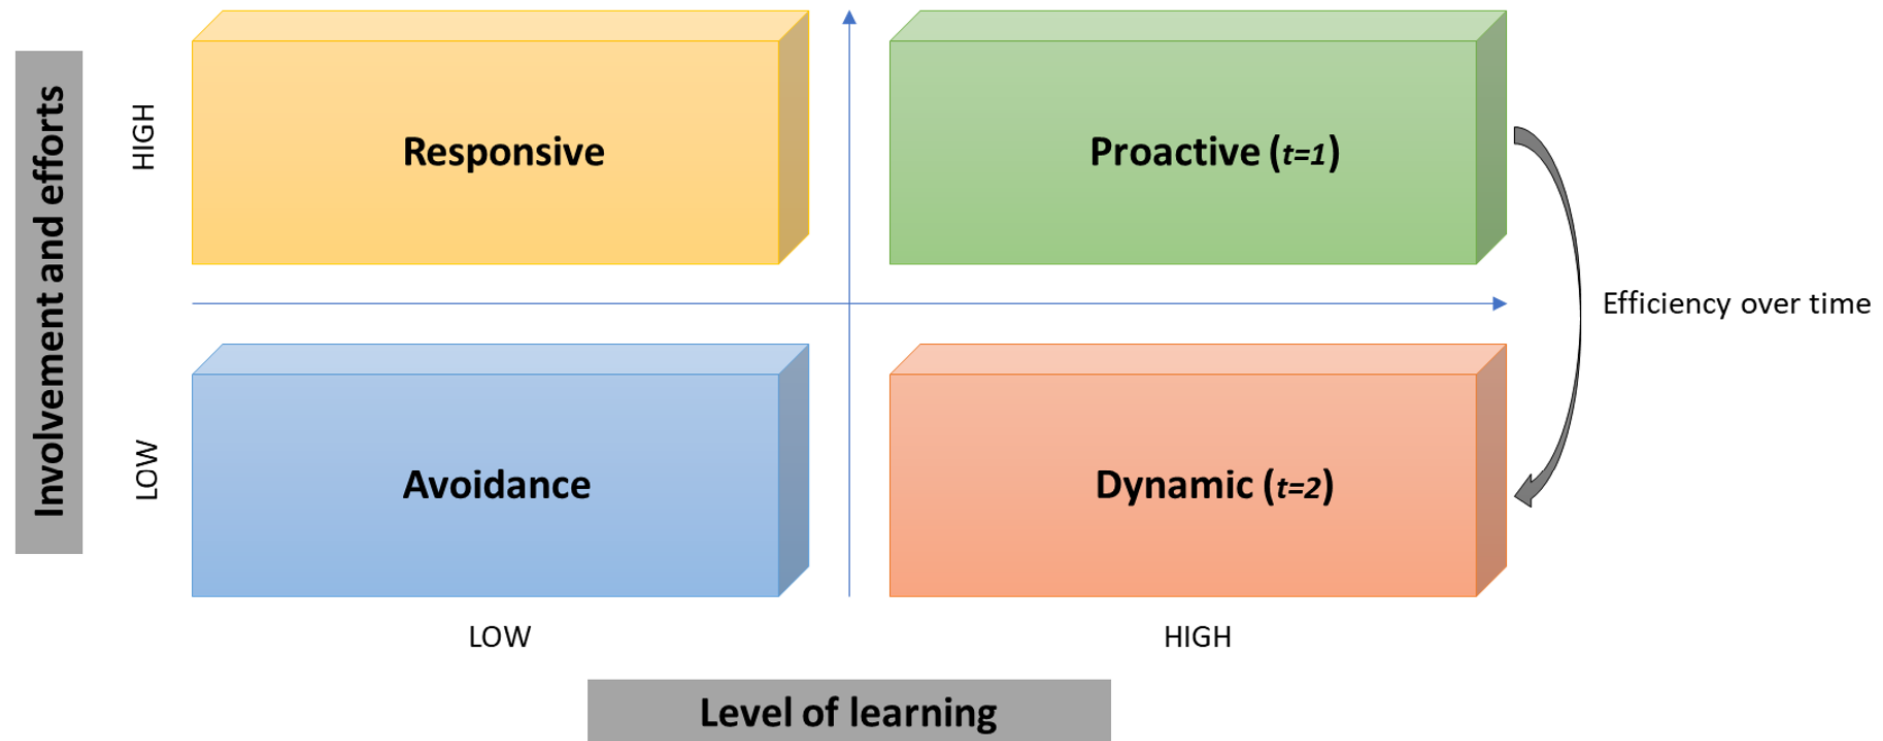 Involvement and efforts
HIGH
Responsive
Proactive (t=1)
Efficiency over time
LOW
Avoidance
Dynamic (t=2)
LOW
HIGH
Level of learning